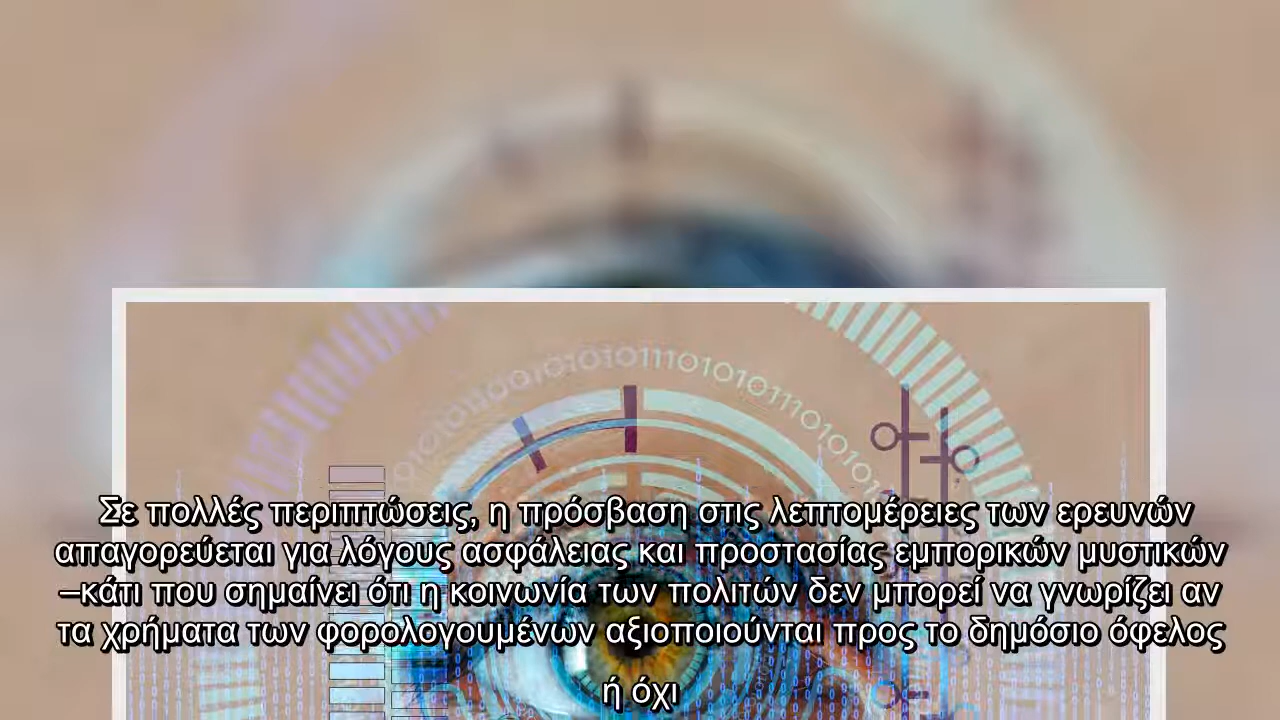 Σε πολλές περιπτώσεις, η πρόσβαση στις λεπτομέρειες των ερευνών
απαγορεύεται για λόγους ασφάλειας και προστασίας εμπορικών μυστικών
–κάτι που σημαίνει ότι η κοινωνία των πολιτών δεν μπορεί να γνωρίζει αν
τα χρήματα των φορολογουμένων αξιοποιούνται προς το δημόσιο όφελος
ή όχι